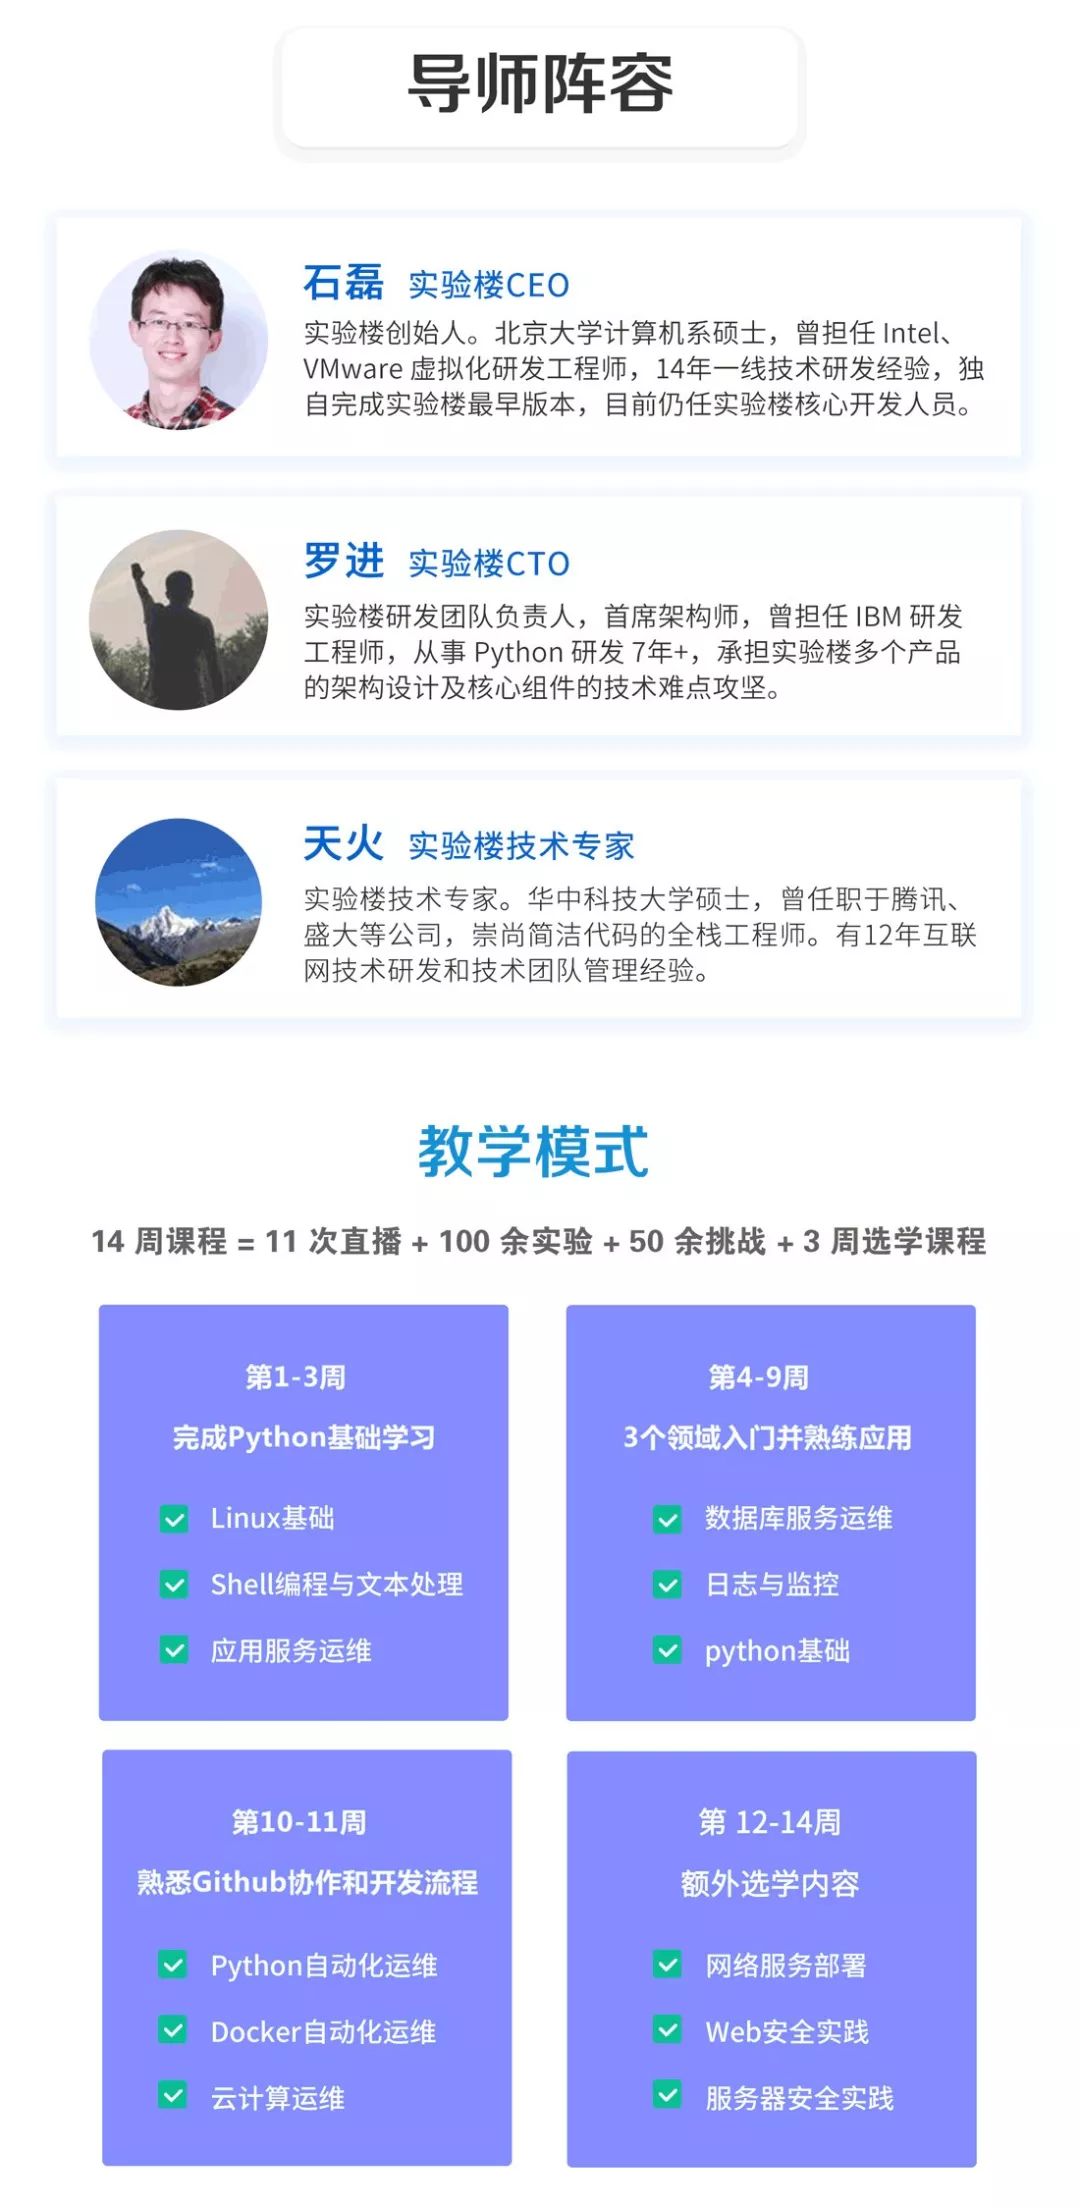 导师阵容
石磊 实验楼CEO
实验楼创始人。北京大学计算机系硕士，曾担任 Intel、
VMware 虚拟化研发工程师，14年一线技术研发经验，独
自完成实验楼最早版本，目前仍任实验楼核心开发人员。
罗进 实验楼CTO
实验楼研发团队负责人，首席架构师，曾担任 IBM 研发
工程师，从事 Python 研发 7年+，承担实验楼多个产品
的架构设计及核心组件的技术难点攻坚。
天火 实验楼技术专家
实验楼技术专家。华中科技大学硕士，曾任职于腾讯、
盛大等公司，崇尚简洁代码的全栈工程师。有12年互联
网技术研发和技术团队管理经验。
教学模式
14 周课程 = 11 次直播 + 100 余实验 + 50 余挑战 + 3 周选学课程
第1-3周
完成Python基础学习
Linux基础
Shell编程与文本处理
应用服务运维
第4-9周
3个领域入门并熟练应用
数据库服务运维
日志与监控
python基础
第10-11周
熟悉Github协作和开发流程
Python自动化运维
Docker自动化运维
云计算运维
第 12-14周
额外选学内容
网络服务部署
Web安全实践
服务器安全实践